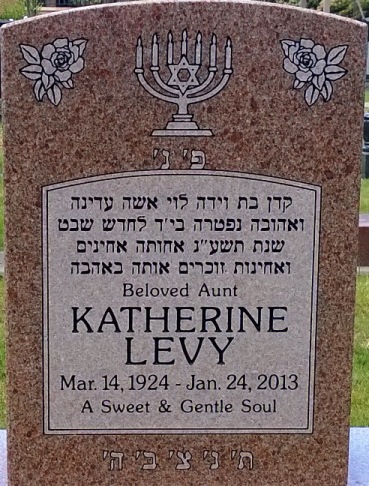 פ' נ'
קדן בת וידה לוי אשה עדינה
ואהובה נפטרה בי״ד לחדש שבט
שנת תשע״ג אחותה אחינים
ואחינות זוכרים אותה באהבה
Beloved Aunt
KATHERINE
LEVY
Mar. 14, 1924 - Jan. 24, 2013
A Sweet & Gentle Soul
ת' נ' צ' ב' ה'